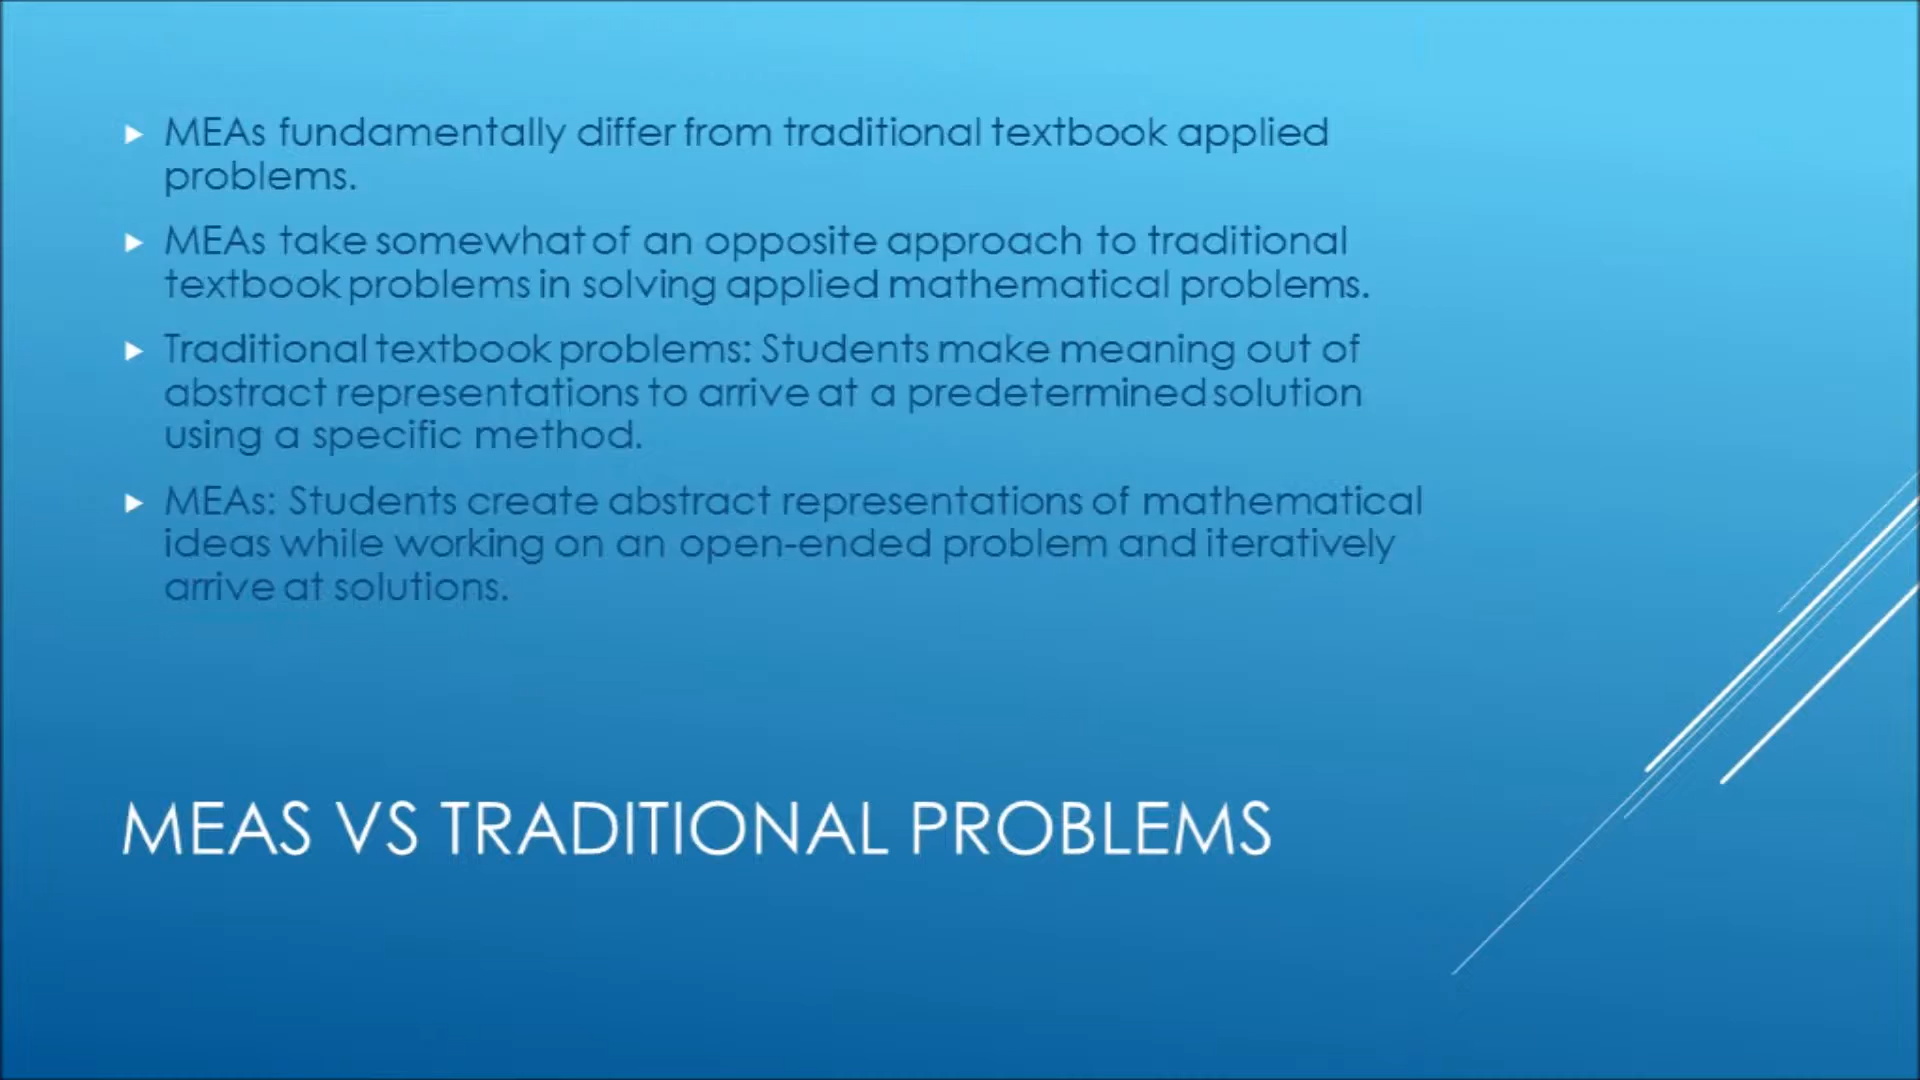 MEAs fundamentally differ from traditional textbook applied
problems.
MEAs take somewhat of an opposite approach to traditional
textbook problems in solving applied mathematical problems.
Traditional textbook problems: Students make meaning out of
abstract representations to arrive at a predetermined solution
using a specific method.
MEAs: Students create abstract representations of mathematical
ideas while working on an open-ended problem and iteratively
arrive at solutions.
MEAS VS TRADITIONAL PROBLEMS